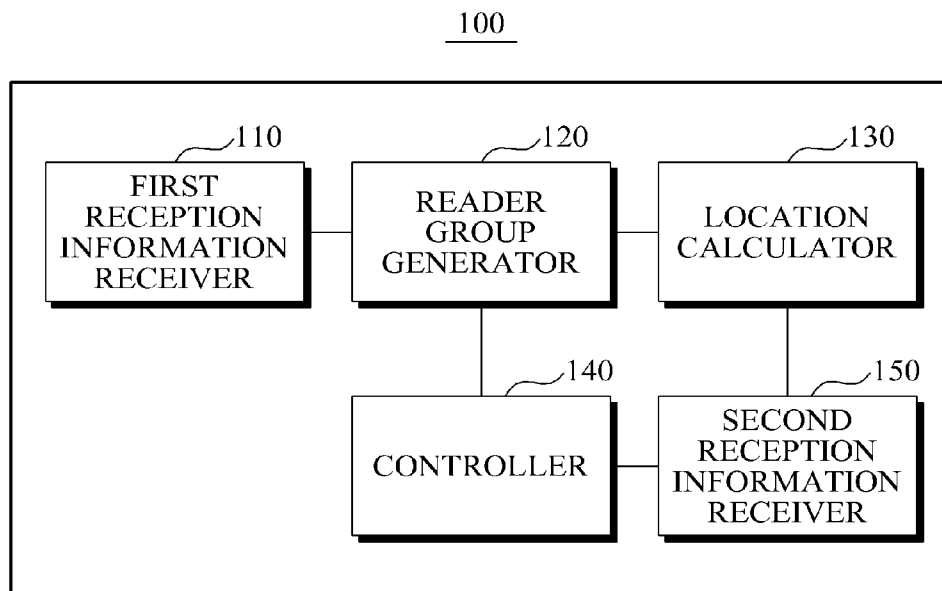 100
110
120
130
FIRST
RECEPTION
INFORMATION
RECEIVER
READER
GROUP
GENERATOR
LOCATION
CALCULATOR
140
150
CONTROLLER
SECOND
RECEPTION
INFORMATION
RECEIVER